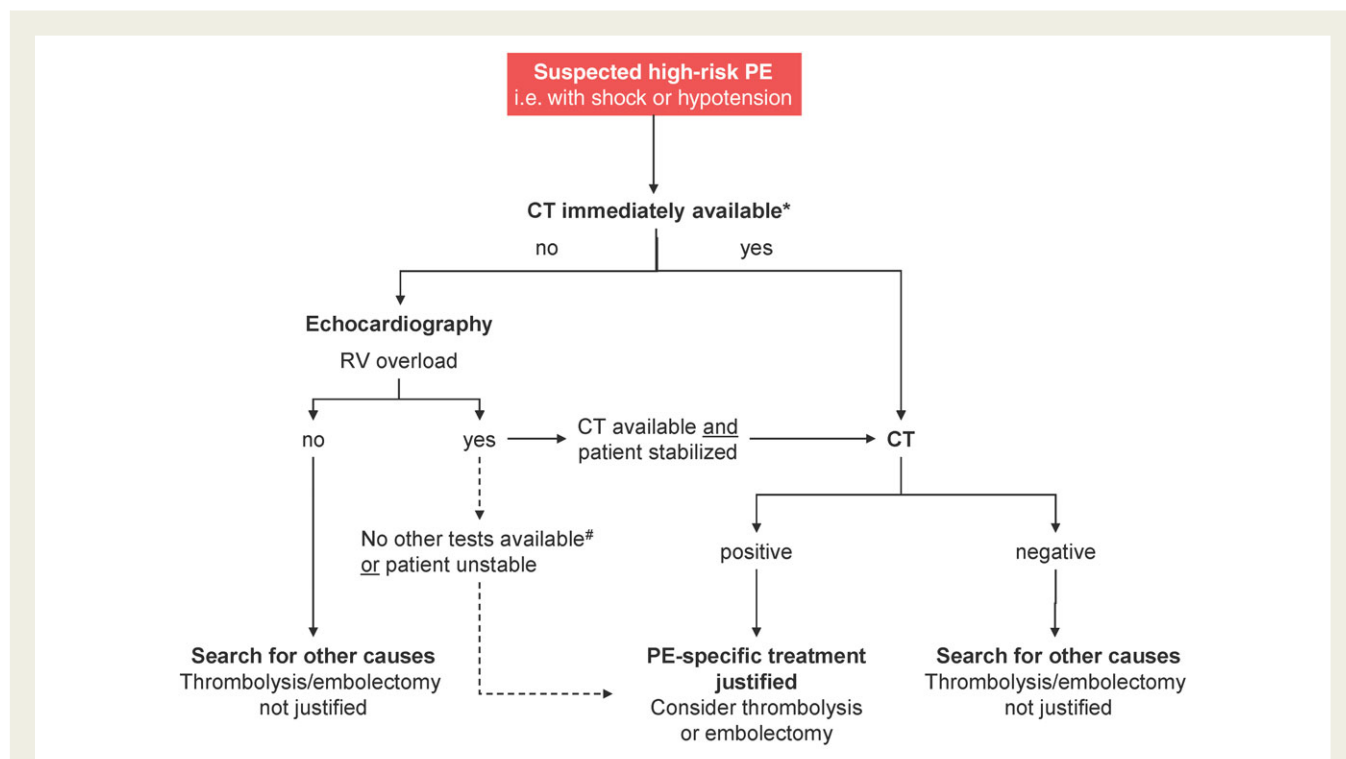 Suspected high-risk PE
i.e. with shock or hypotension
CT immediately available*
no
yes
Echocardiography
RV overload
no
yes
CT available and
patient stabilized
CT
No other tests available#
or patient unstable
positive
negative
Search for other causes
Thrombolysis/embolectomy
not justified
PE-specific treatment
justified
Consider thrombolysis
or embolectomy
Search for other causes
Thrombolysis/embolectomy
not justified